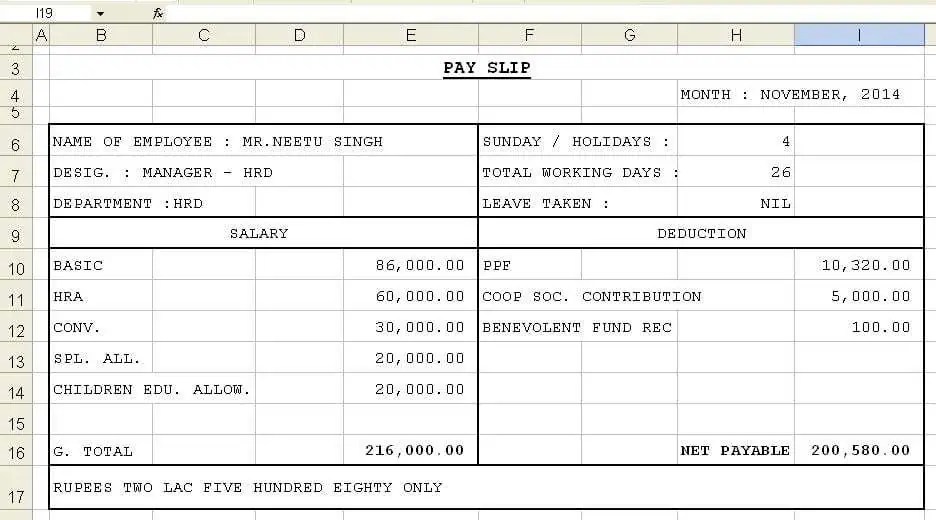 I19 fx
A B C D E F G H I
2
3 PAY SLIP
4 MONTH : NOVEMBER, 2014
5
6 NAME OF EMPLOYEE : MR.NEETU SINGH SUNDAY / HOLIDAYS : 4
7 DESIG. : MANAGER - HRD TOTAL WORKING DAYS : 26
8 DEPARTMENT :HRD LEAVE TAKEN : NIL
9 SALARY DEDUCTION
10 BASIC 86,000.00 PPF 10,320.00
11 HRA 60,000.00 COOP SOC. CONTRIBUTION 5,000.00
12 CONV. 30,000.00 BENEVOLENT FUND REC 100.00
13 SPL. ALL. 20,000.00
14 CHILDREN EDU. ALLOW. 20,000.00
15
16 G. TOTAL 216,000.00 NET PAYABLE 200,580.00
17 RUPEES TWO LAC FIVE HUNDRED EIGHTY ONLY